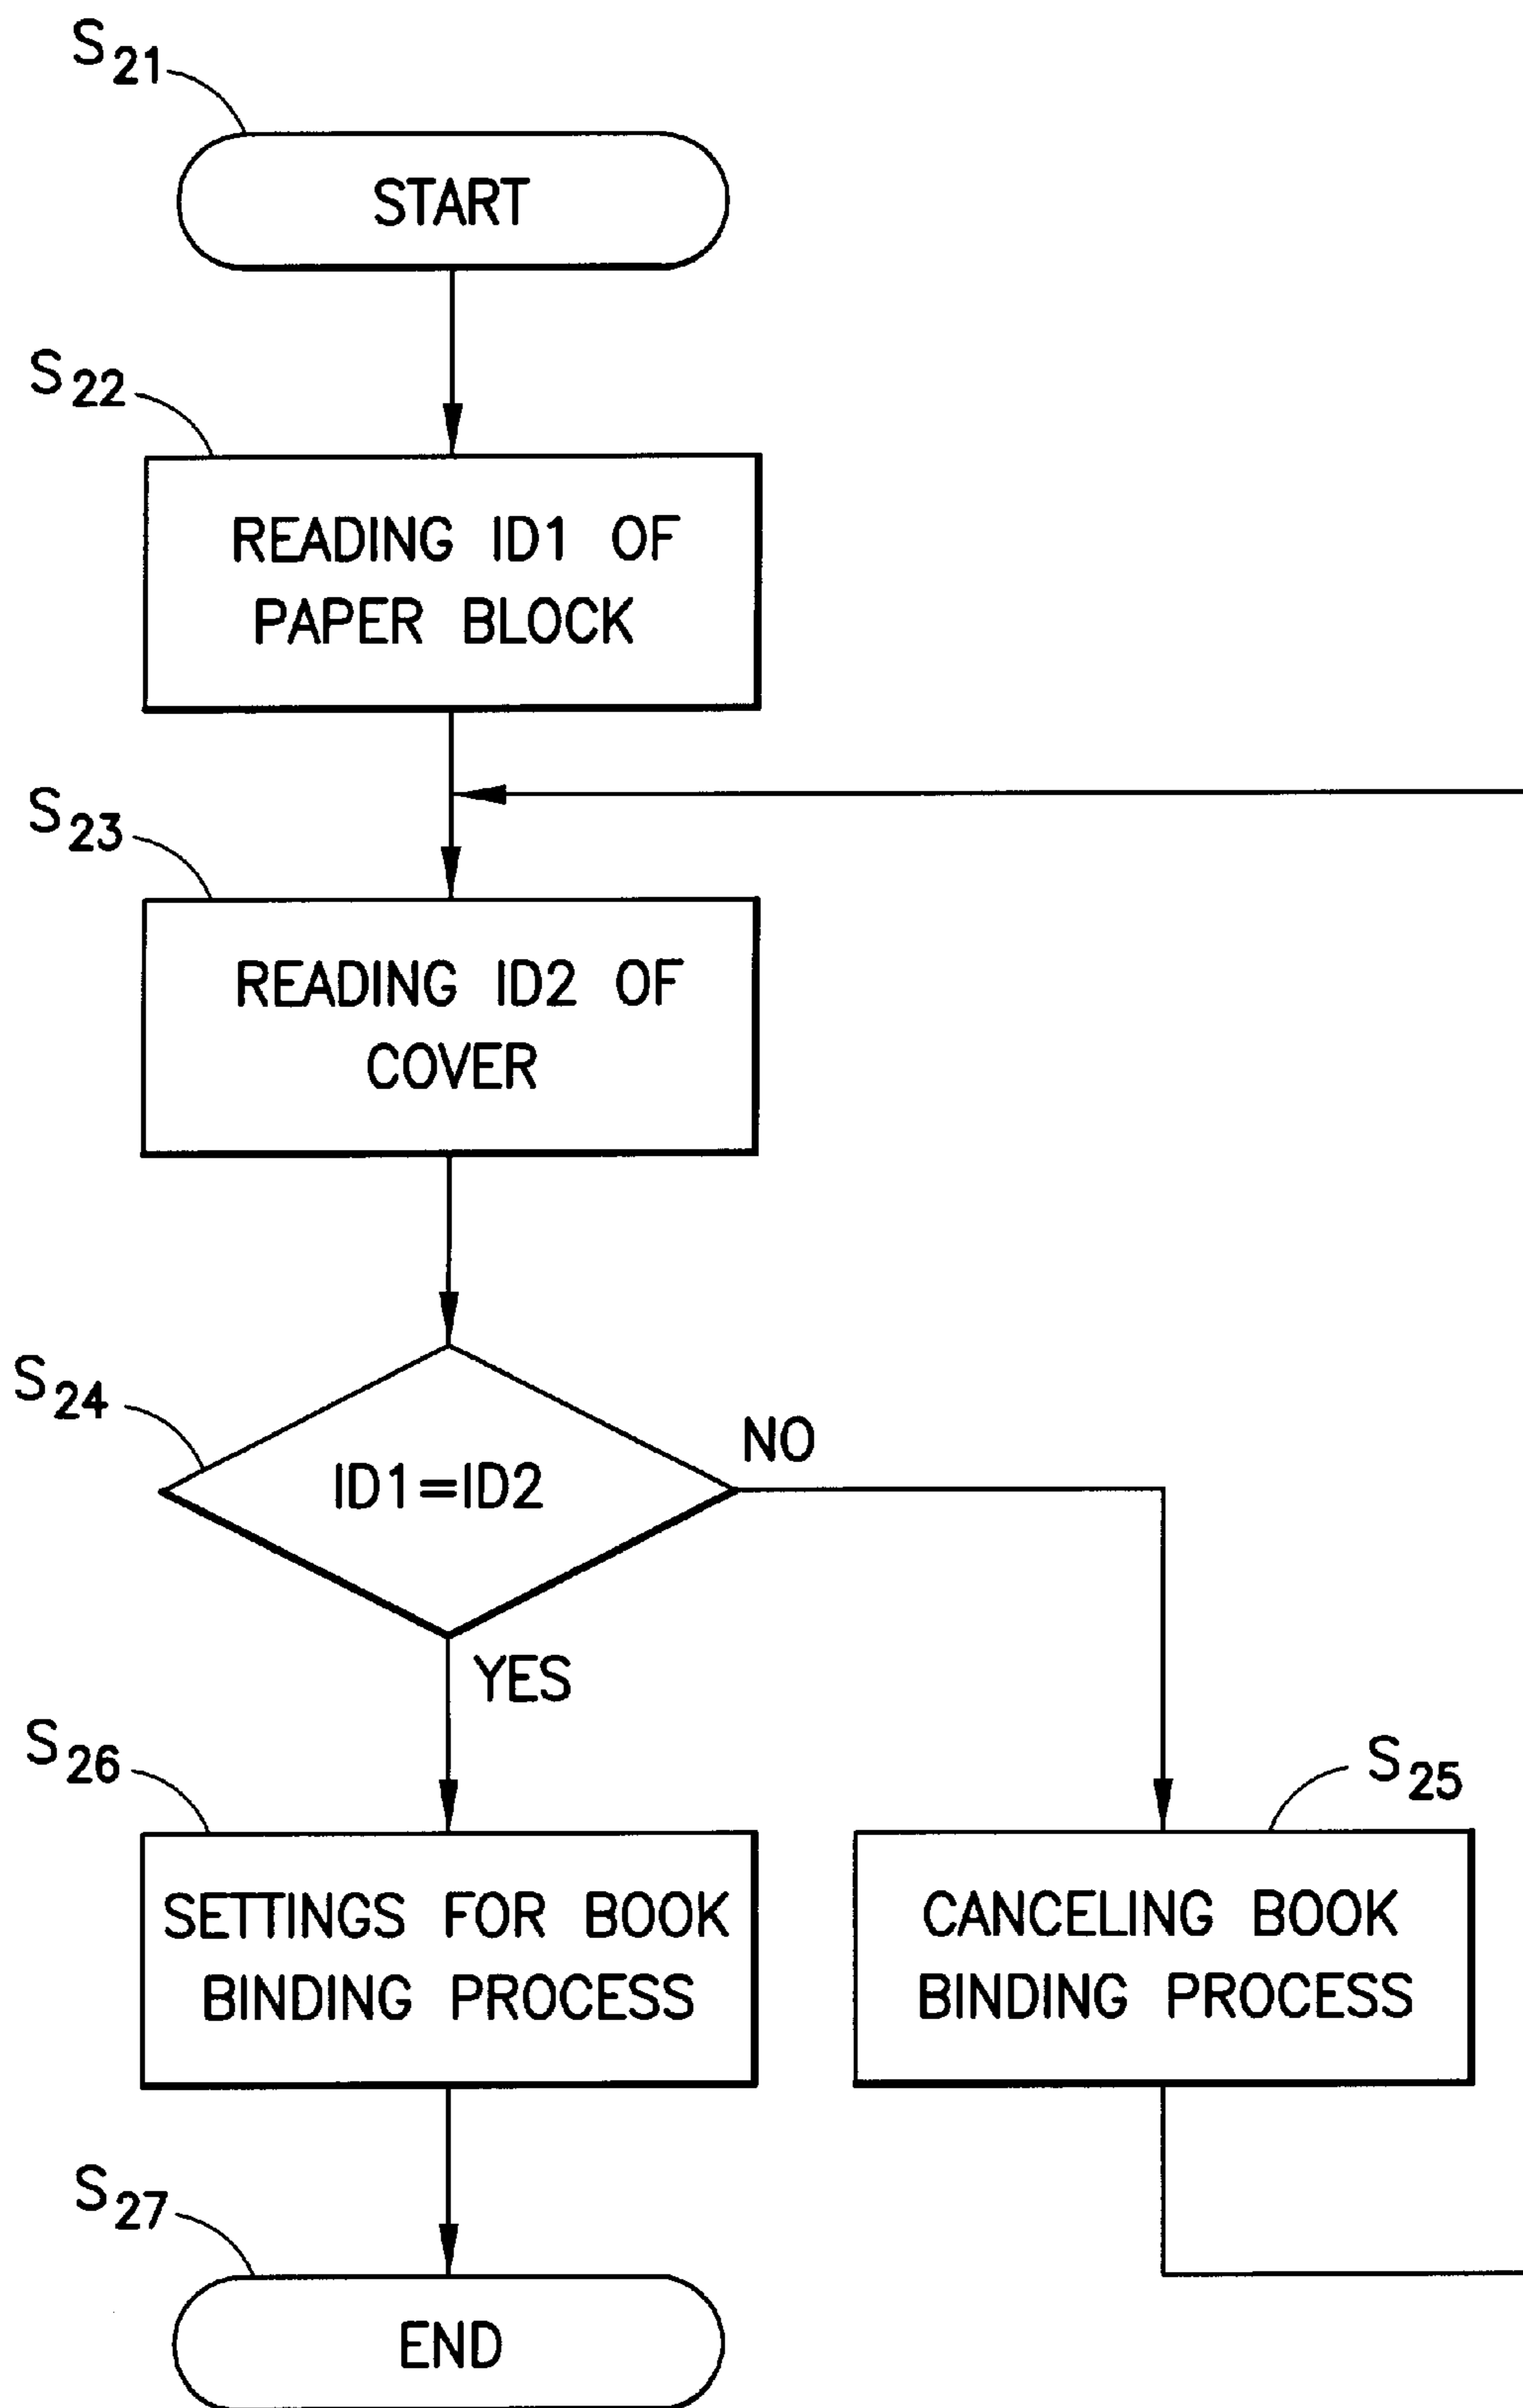 S21
START
S22
READING ID1 OF
PAPER BLOCK
S23
READING ID2 OF
COVER
S24
ID1=ID2
NO
YES
S26
SETTINGS FOR BOOK
BINDING PROCESS
S25
CANCELING BOOK
BINDING PROCESS
S27
END